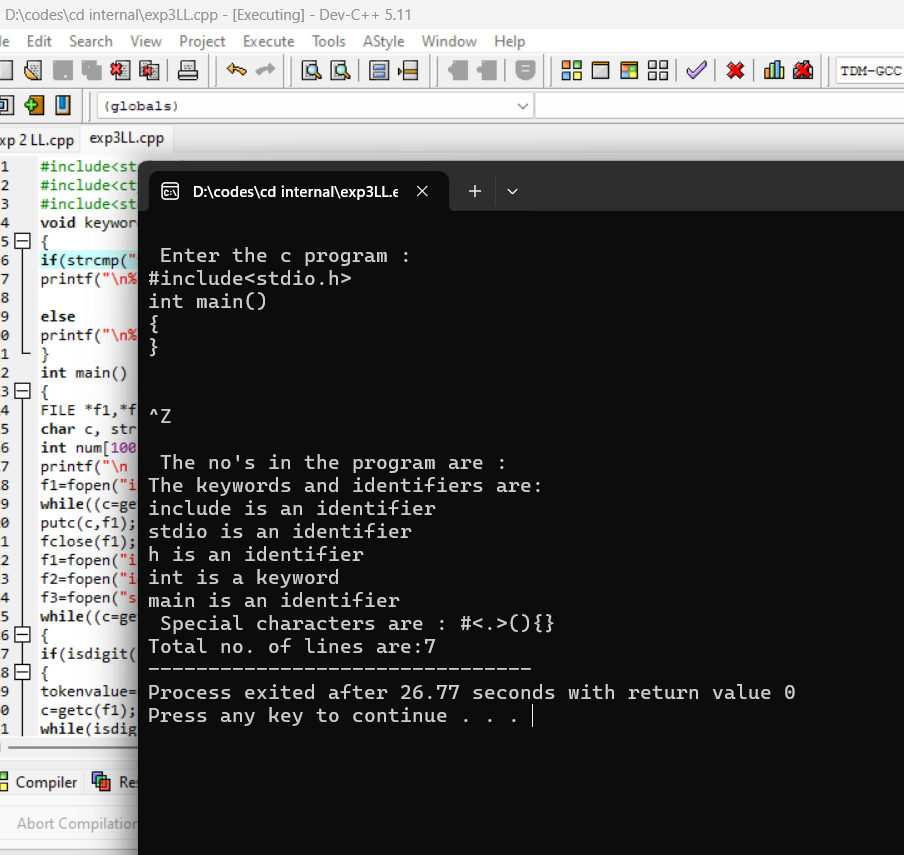 D:\codes\cd internal\exp3LL.cpp - [Executing] - Dev-C++ 5.11
le Edit Search View Project Execute Tools AStyle Window Help
TDM-GCC
(globals)
xp 2 LL.cpp exp3LL.cpp
1 #include<st
2 #include<ct
3 #include<st
4 void keywor
5 {
6 if(strcmp("
7 printf("\n%
8
9 else
0 printf("\n%
1 }
2 int main()
3 {
4 FILE *f1,*f
5 char c, str
6 int num[100
7 printf("\n
8 f1=fopen("i
9 while((c=ge
0 putc(c,f1);
1 fclose(f1);
2 f1=fopen("i
3 f2=fopen("i
4 f3=fopen("s
5 while((c=ge
6 {
7 if(isdigit(
8 {
9 tokenvalue=
0 c=getc(f1);
1 while(isdig
Compiler Res
Abort Compilation
D:\codes\cd internal\exp3LL.e
Enter the c program :
#include<stdio.h>
int main()
{
}
^Z
The no's in the program are :
The keywords and identifiers are:
include is an identifier
stdio is an identifier
h is an identifier
int is a keyword
main is an identifier
Special characters are : #<.>(){}
Total no. of lines are:7
--------------------------------
Process exited after 26.77 seconds with return value 0
Press any key to continue . . .